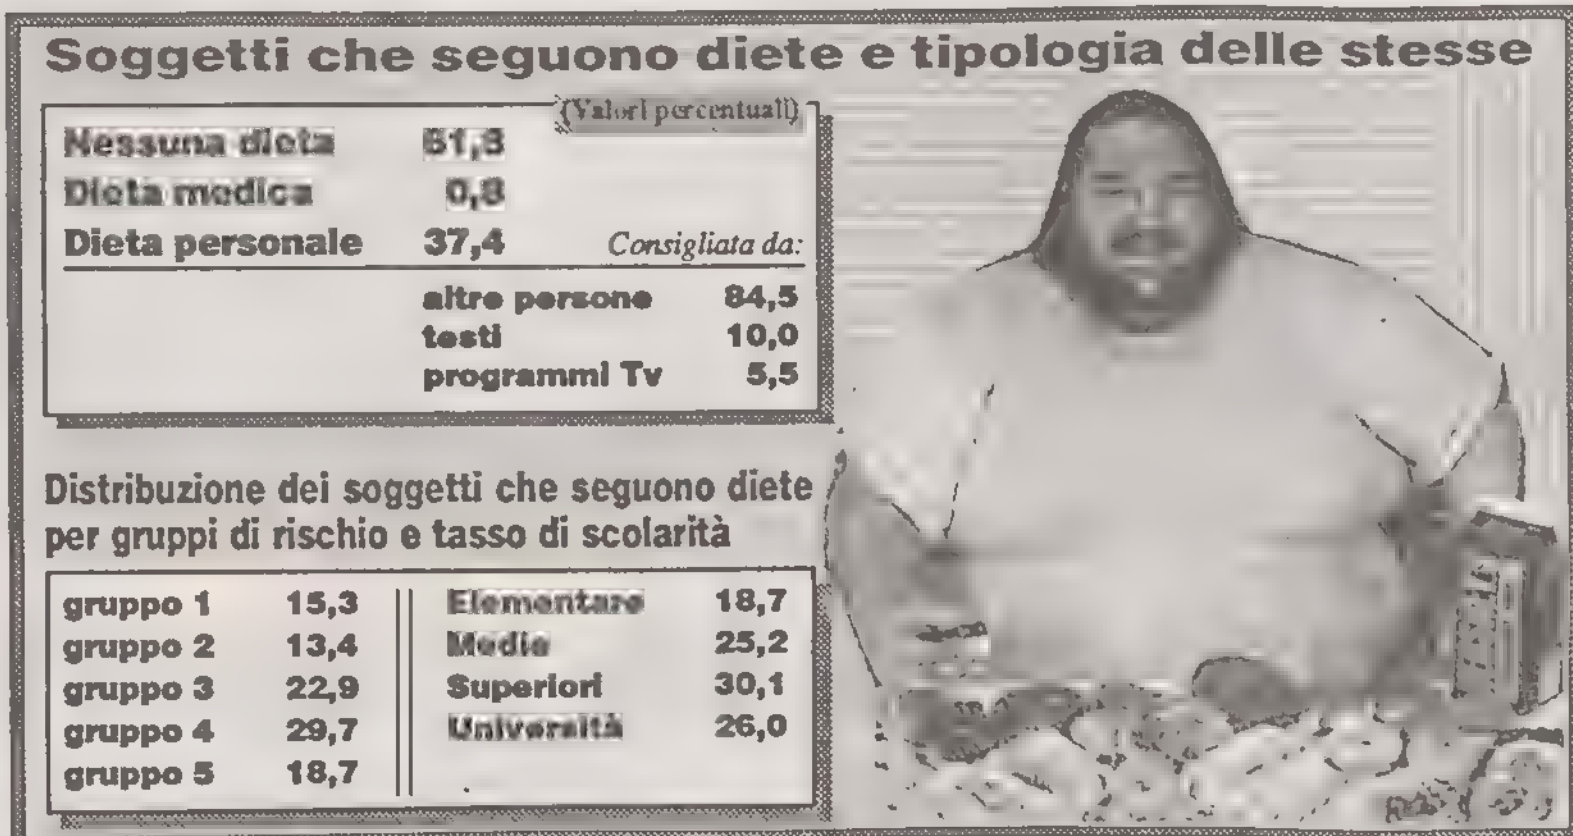 Soggetti che seguono diete e tipologia delle stesse
(Valori percentuali)
Nessuna dieta 61,8
Dieta medica 0,8
Dieta personale 37,4 Consigliata da:
altre persone 84,5
testi 10,0
programmi Tv 5,5
Distribuzione dei soggetti che seguono diete
per gruppi di rischio e tasso di scolarità
gruppo 1 15,3 Elementare 18,7
gruppo 2 13,4 Medie 25,2
gruppo 3 22,9 Superiori 30,1
gruppo 4 29,7 Università 26,0
gruppo 5 18,7